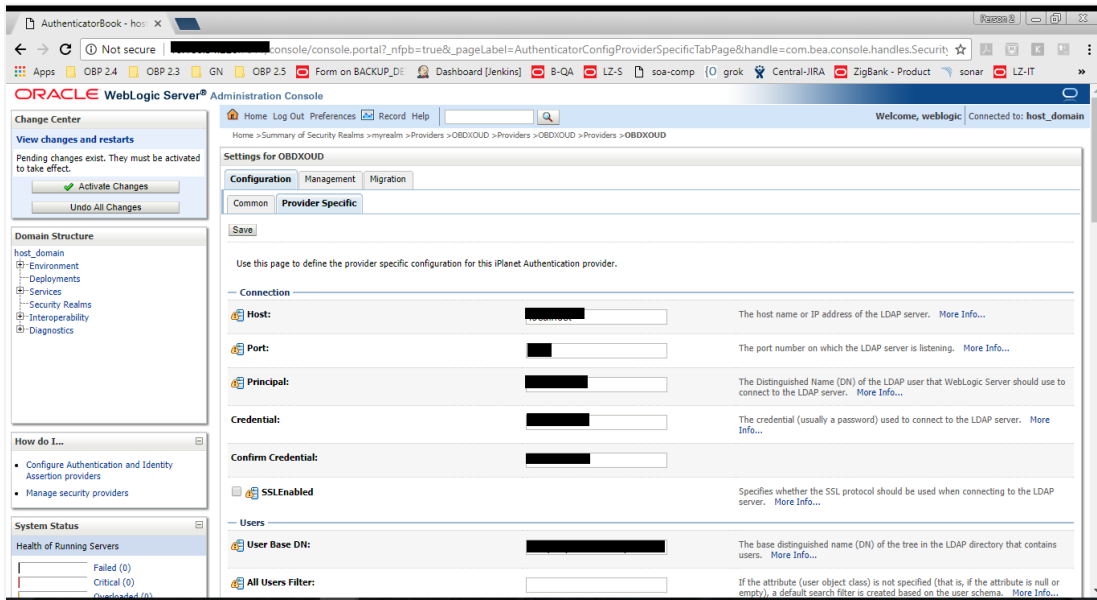 AuthenticatorBook - hos
Person 2
Not secure
console/console.portal?_nfpb=true&_pageLabel=AuthenticatorConfigProviderSpecificTabPage&handle=com.bea.console.handles.Securit
Apps OBP 2.4 OBP 2.3 GN OBP 2.5 Form on BACKUP_DE Dashboard [Jenkins] B-QA LZ-S soa-comp grok Central-JIRA ZigBank - Product sonar LZ-IT »
ORACLE WebLogic Server® Administration Console
Change Center
View changes and restarts
Pending changes exist. They must be activated
to take effect.
Activate Changes
Undo All Changes
Domain Structure
host_domain
Environment
Deployments
Services
Security Realms
Interoperability
Diagnostics
How do I...
Configure Authentication and Identity
Assertion providers
Manage security providers
System Status
Health of Running Servers
Failed (0)
Critical (0)
Overloaded (0)
Home Log Out Preferences Record Help
Welcome, weblogic Connected to: host_domain
Home >Summary of Security Realms >myrealm >Providers >OBDXOUD >Providers >OBDXOUD >Providers >OBDXOUD
Settings for OBDXOUD
Configuration Management Migration
Common Provider Specific
Save
Use this page to define the provider specific configuration for this iPlanet Authentication provider.
Connection
Host:
The host name or IP address of the LDAP server. More Info...
Port:
The port number on which the LDAP server is listening. More Info...
Principal:
The Distinguished Name (DN) of the LDAP user that WebLogic Server should use to
connect to the LDAP server. More Info...
Credential:
The credential (usually a password) used to connect to the LDAP server. More
Info...
Confirm Credential:
SSLEnabled
Specifies whether the SSL protocol should be used when connecting to the LDAP
server. More Info...
Users
User Base DN:
The base distinguished name (DN) of the tree in the LDAP directory that contains
users. More Info...
All Users Filter:
If the attribute (user object class) is not specified (that is, if the attribute is null or
empty), a default search filter is created based on the user schema. More Info...